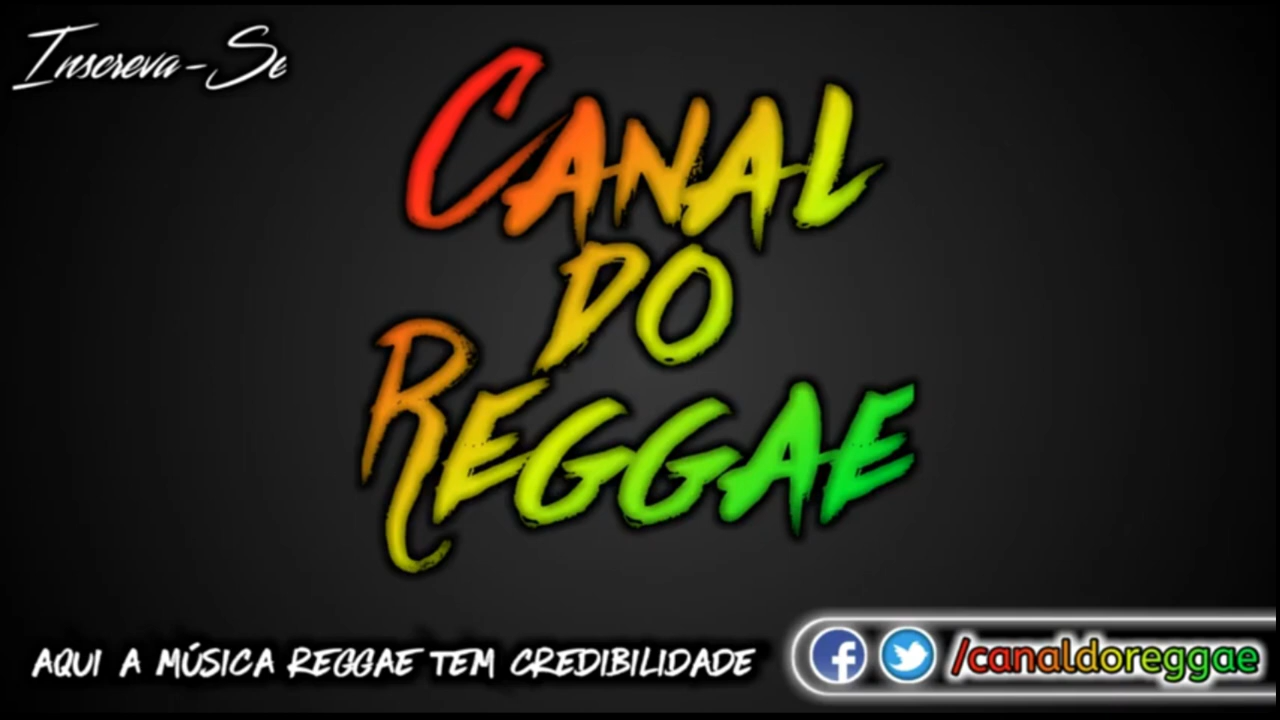 Inscreva-Se
CANAL
DO
REGGAE
AQUI A MÚSICA REGGAE TEM CREDIBILIDADE
/canaldoreggae